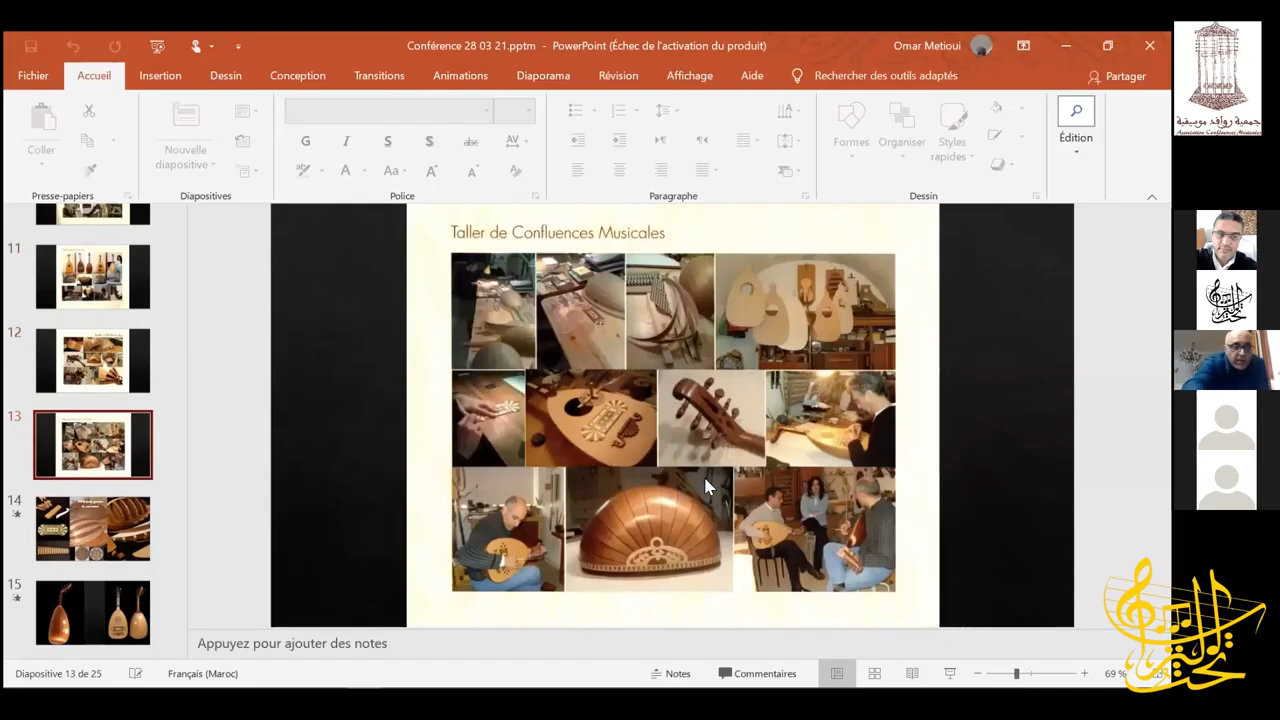 Conférence 28 03 21.pptm - PowerPoint (Échec de l'activation du produit)
Omar Metioui
Fichier
Accueil
Insertion
Dessin
Conception
Transitions
Animations
Diaporama
Révision
Affichage
Aide
Rechercher des outils adaptés
Partager
Coller
Nouvelle
diapositive
G
I
S
S
abc
AV
A
Aa
A
A
Formes
Organiser
Styles
rapides
Édition
Presse-papiers
Diapositives
Police
Paragraphe
Dessin
جمعية روافد موسيقية
Association Confluences Musicales
11
12
13
14
15
Taller de Confluences Musicales
Appuyez pour ajouter des notes
Diapositive 13 de 25
Français (Maroc)
Notes
Commentaires
69 %